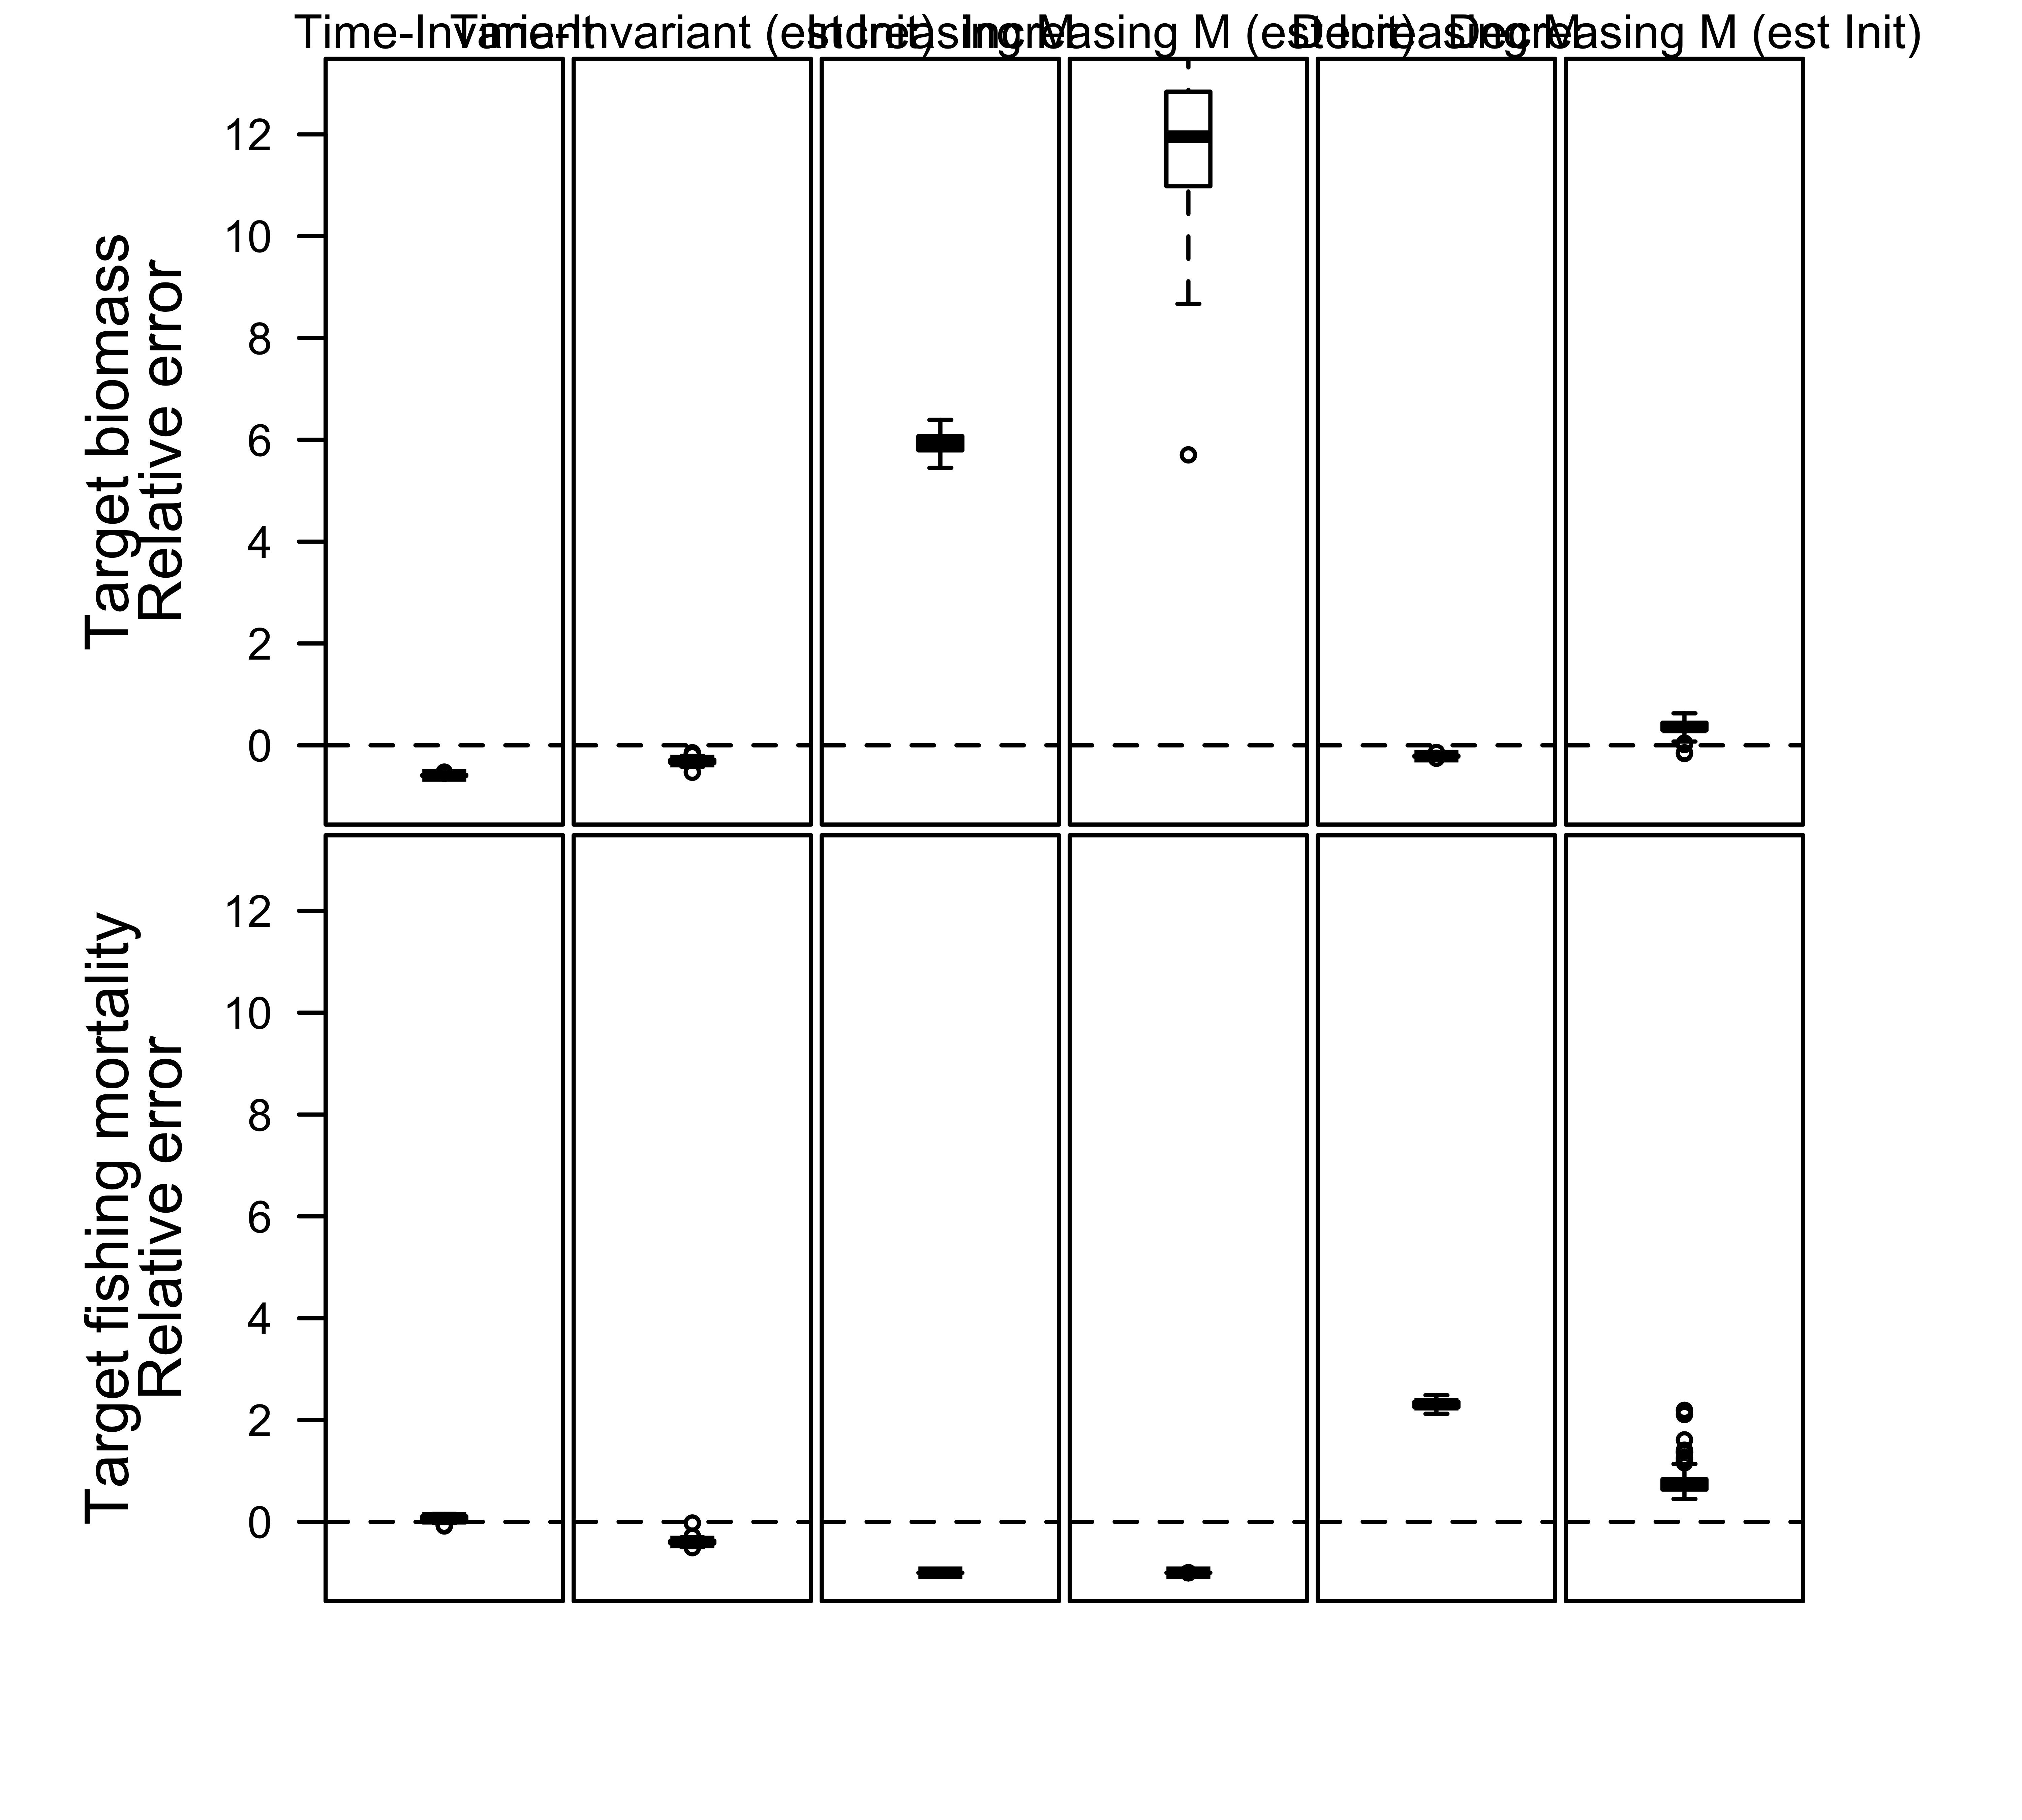 Time-Invariant
Time-Invariant (est Init)
Increasing M
Increasing M (est Init)
Decreasing M
Decreasing M (est Init)
Target biomass
Relative error
12
10
8
6
4
2
0
Target fishing mortality
Relative error
12
10
8
6
4
2
0